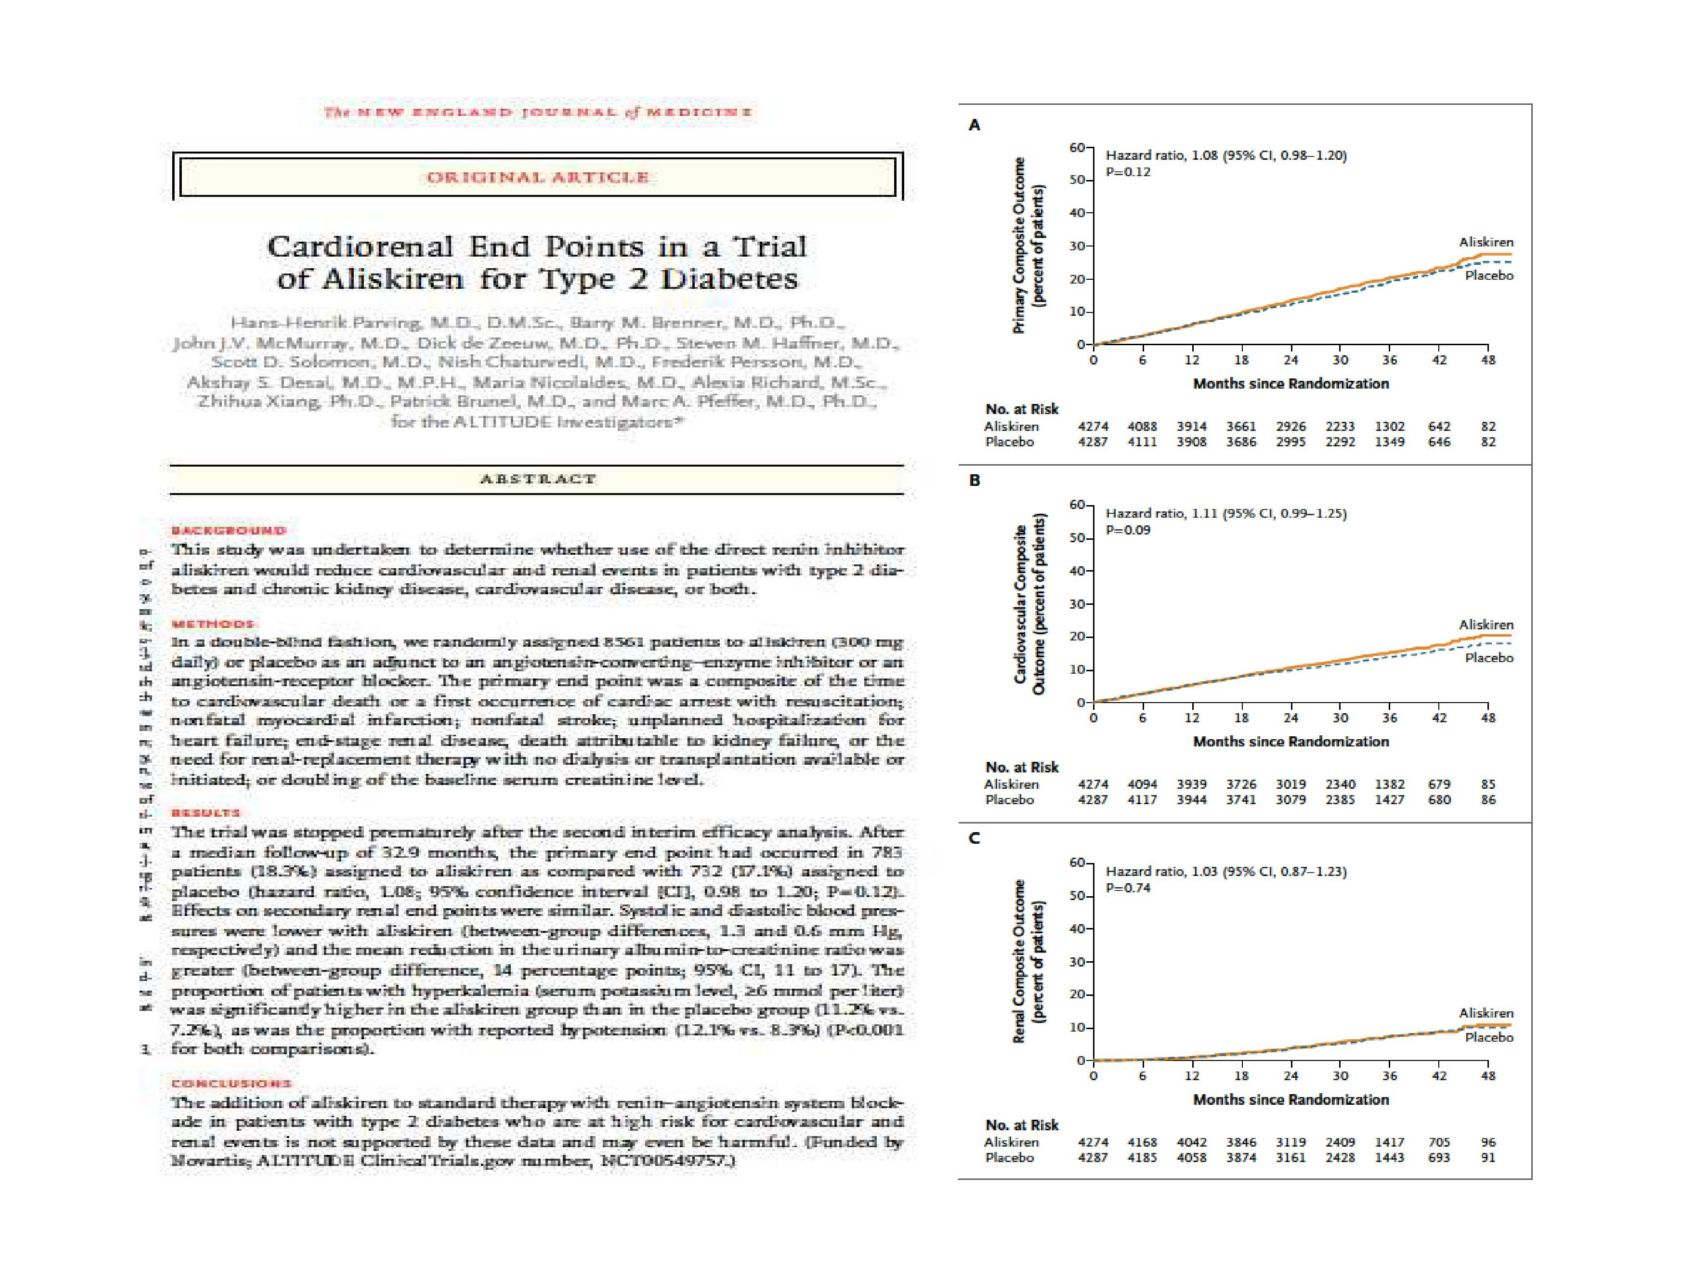 The NEW ENGLAND JOURNAL of MEDICINE
ORIGINAL ARTICLE
Cardiorenal End Points in a Trial
of Aliskiren for Type 2 Diabetes
Hans-Henrik Parving, M.D., D.M.Sc., Barry M. Brenner, M.D., Ph.D.,
John J.V. McMurray, M.D., Dick de Zeeuw, M.D., Ph.D., Steven M. Haffner, M.D.,
Scott D. Solomon, M.D., Nish Chaturvedi, M.D., Frederik Persson, M.D.,
Akshay S. Desai, M.D., M.P.H., Maria Nicolaides, M.D., Alexia Richard, M.Sc.,
Zhihua Xiang, Ph.D., Patrick Brunel, M.D., and Marc A. Pfeffer, M.D., Ph.D.,
for the ALTITUDE Investigators*
ABSTRACT
BACKGROUND
This study was undertaken to determine whether use of the direct renin inhibitor
aliskiren would reduce cardiovascular and renal events in patients with type 2 dia-
betes and chronic kidney disease, cardiovascular disease, or both.
METHODS
In a double-blind fashion, we randomly assigned 8561 patients to aliskiren (300 mg
daily) or placebo as an adjunct to an angiotensin-converting–enzyme inhibitor or an
angiotensin-receptor blocker. The primary end point was a composite of the time
to cardiovascular death or a first occurrence of cardiac arrest with resuscitation;
nonfatal myocardial infarction; nonfatal stroke; unplanned hospitalization for
heart failure; end-stage renal disease, death attributable to kidney failure, or the
need for renal-replacement therapy with no dialysis or transplantation available or
initiated; or doubling of the baseline serum creatinine level.
RESULTS
The trial was stopped prematurely after the second interim efficacy analysis. After
a median follow-up of 32.9 months, the primary end point had occurred in 783
patients (18.3%) assigned to aliskiren as compared with 732 (17.1%) assigned to
placebo (hazard ratio, 1.08; 95% confidence interval [CI], 0.98 to 1.20; P=0.12).
Effects on secondary renal end points were similar. Systolic and diastolic blood pres-
sures were lower with aliskiren (between-group differences, 1.3 and 0.6 mm Hg,
respectively) and the mean reduction in the urinary albumin-to-creatinine ratio was
greater (between-group difference, 14 percentage points; 95% CI, 11 to 17). The
proportion of patients with hyperkalemia (serum potassium level, ≥6 mmol per liter)
was significantly higher in the aliskiren group than in the placebo group (11.2% vs.
7.2%), as was the proportion with reported hypotension (12.1% vs. 8.3%) (P<0.001
for both comparisons).
CONCLUSIONS
The addition of aliskiren to standard therapy with renin–angiotensin system block-
ade in patients with type 2 diabetes who are at high risk for cardiovascular and
renal events is not supported by these data and may even be harmful. (Funded by
Novartis; ALTITUDE ClinicalTrials.gov number, NCT00549757.)
A
Hazard ratio, 1.08 (95% CI, 0.98–1.20)
P=0.12
Primary Composite Outcome
(percent of patients)
60
50
40
30
20
10
0
Aliskiren
Placebo
0 6 12 18 24 30 36 42 48
Months since Randomization
No. at Risk
Aliskiren 4274 4088 3914 3661 2926 2233 1302 642 82
Placebo 4287 4111 3908 3686 2995 2292 1349 646 82
B
Hazard ratio, 1.11 (95% CI, 0.99–1.25)
P=0.09
Cardiovascular Composite
Outcome (percent of patients)
60
50
40
30
20
10
0
Aliskiren
Placebo
0 6 12 18 24 30 36 42 48
Months since Randomization
No. at Risk
Aliskiren 4274 4094 3939 3726 3019 2340 1382 679 85
Placebo 4287 4117 3944 3741 3079 2385 1427 680 86
C
Hazard ratio, 1.03 (95% CI, 0.87–1.23)
P=0.74
Renal Composite Outcome
(percent of patients)
60
50
40
30
20
10
0
Aliskiren
Placebo
0 6 12 18 24 30 36 42 48
Months since Randomization
No. at Risk
Aliskiren 4274 4168 4042 3846 3119 2409 1417 705 96
Placebo 4287 4185 4058 3874 3161 2428 1443 693 91